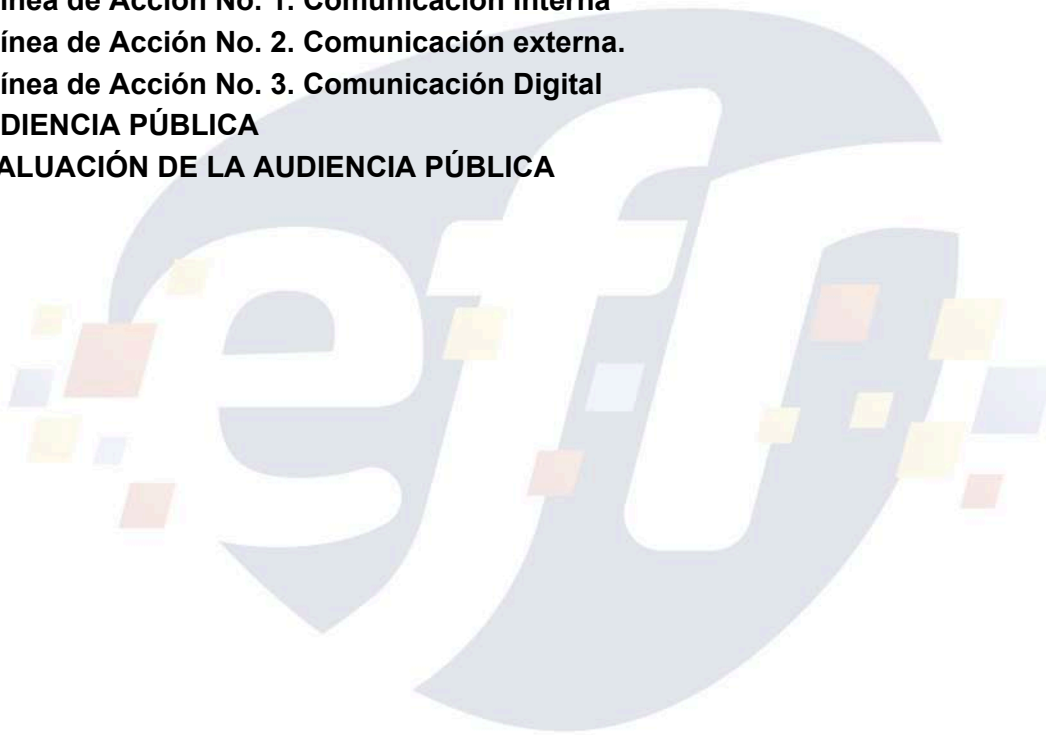 ínea de Acción No. 1. Comunicación interna
ínea de Acción No. 2. Comunicación externa.
ínea de Acción No. 3. Comunicación Digital
DIENCIA PÚBLICA
ALUACIÓN DE LA AUDIENCIA PÚBLICA
efr